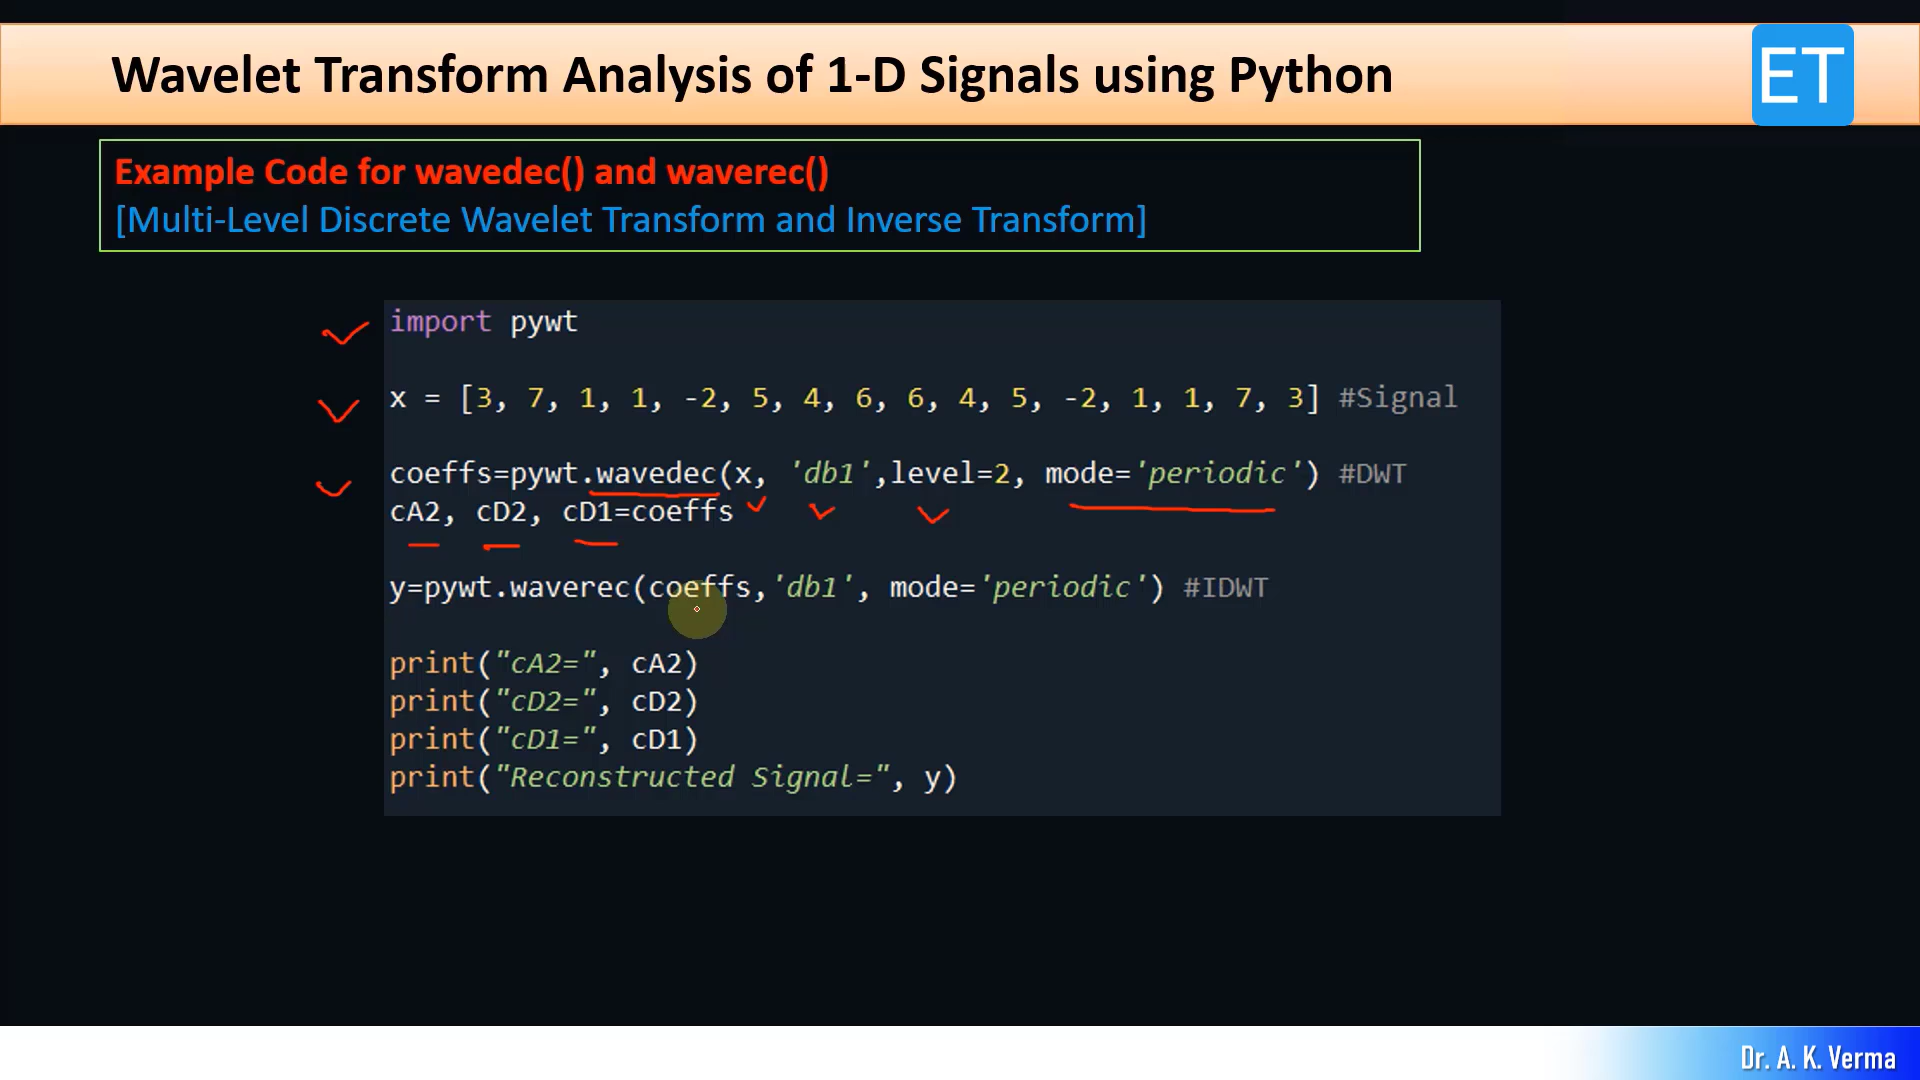 Wavelet Transform Analysis of 1-D Signals using Python
ET
Example Code for wavedec() and waverec()
[Multi-Level Discrete Wavelet Transform and Inverse Transform]
import pywt
x = [3, 7, 1, 1, -2, 5, 4, 6, 6, 4, 5, -2, 1, 1, 7, 3] #Signal
coeffs=pywt.wavedec(x, 'db1',level=2, mode='periodic') #DWT
cA2, cD2, cD1=coeffs
y=pywt.waverec(coeffs,'db1', mode='periodic') #IDWT
print("cA2=", cA2)
print("cD2=", cD2)
print("cD1=", cD1)
print("Reconstructed Signal=", y)
Dr. A. K. Verma